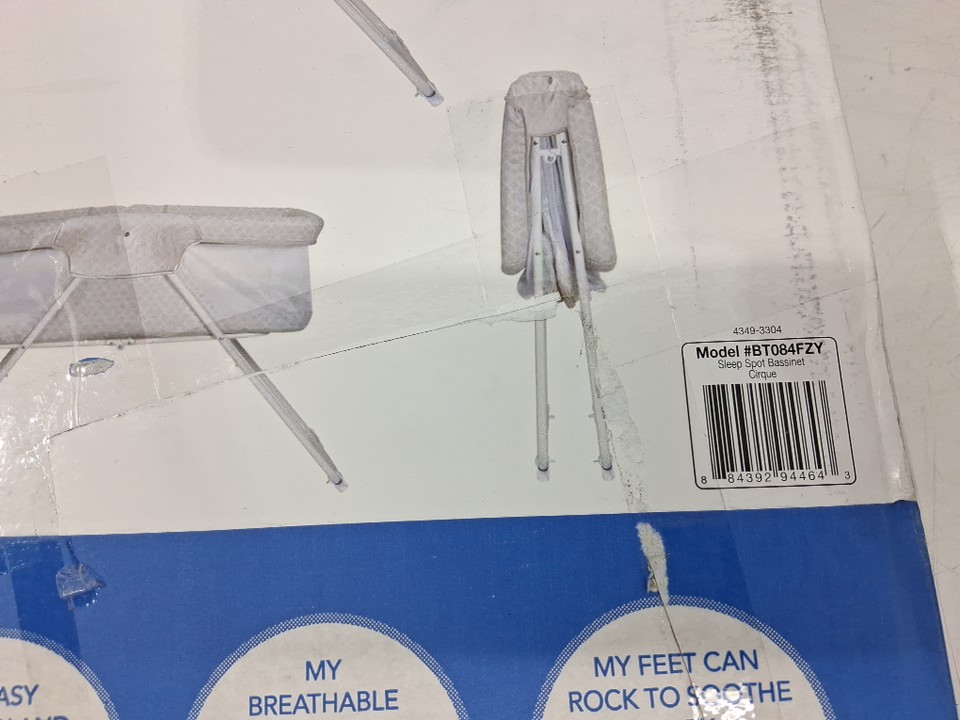 4349-3304
Model #BT084FZY
Sleep Spot Bassinet
Cirque
8 84392 94464 3
MY
BREATHABLE
MY FEET CAN
ROCK TO SOOTHE